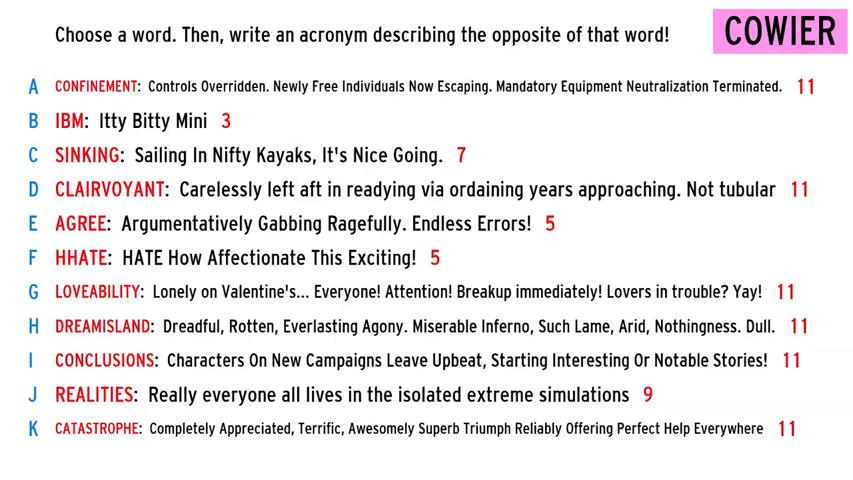 Choose a word. Then, write an acronym describing the opposite of that word! COWIER
A CONFINEMENT: Controls Overridden. Newly Free Individuals Now Escaping. Mandatory Equipment Neutralization Terminated. 11
B IBM: Itty Bitty Mini 3
C SINKING: Sailing In Nifty Kayaks, It's Nice Going. 7
D CLAIRVOYANT: Carelessly left aft in readying via ordaining years approaching. Not tubular 11
E AGREE: Argumentatively Gabbing Ragefully. Endless Errors! 5
F HHATE: HATE How Affectionate This Exciting! 5
G LOVEABILITY: Lonely on Valentine's... Everyone! Attention! Breakup immediately! Lovers in trouble? Yay! 11
H DREAMISLAND: Dreadful, Rotten, Everlasting Agony. Miserable Inferno, Such Lame, Arid, Nothingness. Dull. 11
I CONCLUSIONS: Characters On New Campaigns Leave Upbeat, Starting Interesting Or Notable Stories! 11
J REALITIES: Really everyone all lives in the isolated extreme simulations 9
K CATASTROPHE: Completely Appreciated, Terrific, Awesomely Superb Triumph Reliably Offering Perfect Help Everywhere 11